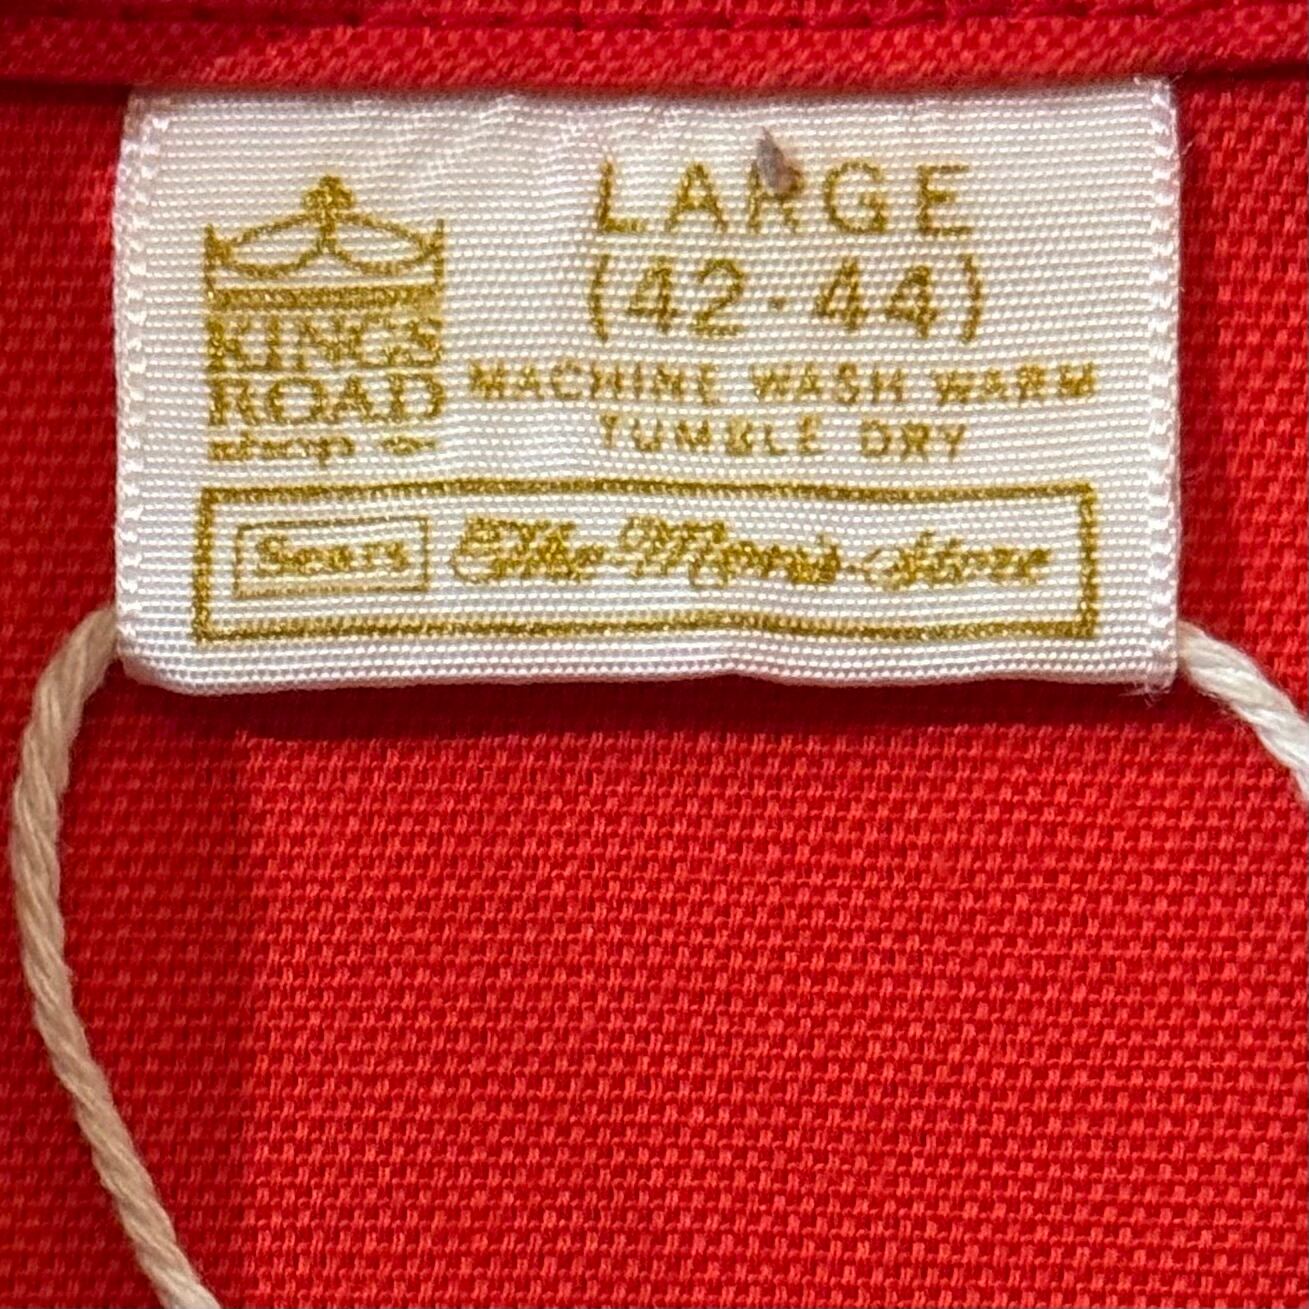 KINGS
ROAD
shop
LARGE
(42-44)
MACHINE WASH WARM
TUMBLE DRY
Sears The Men's Store